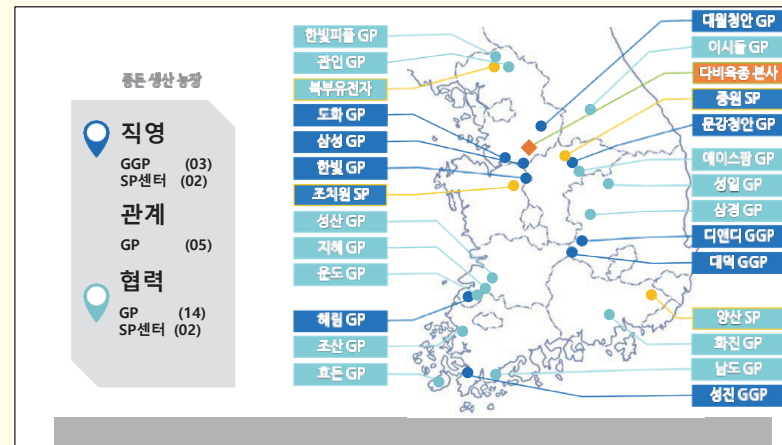 종돈 생산 농장
직영
GGP (03)
SP센터 (02)
관계
GP (05)
협력
GP (14)
SP센터 (02)
한빛피플 GP
관인 GP
북부유전자
도화 GP
삼성 GP
한빛 GP
조치원 SP
성산 GP
지혜 GP
운도 GP
해림 GP
조산 GP
효돈 GP
대월청안 GP
이시돌 GP
다비육종 본사
중원 SP
문강청안 GP
에이스팜 GP
성일 GP
삼경 GP
디앤디 GGP
대덕 GGP
양산 SP
화진 GP
남도 GP
성진 GGP